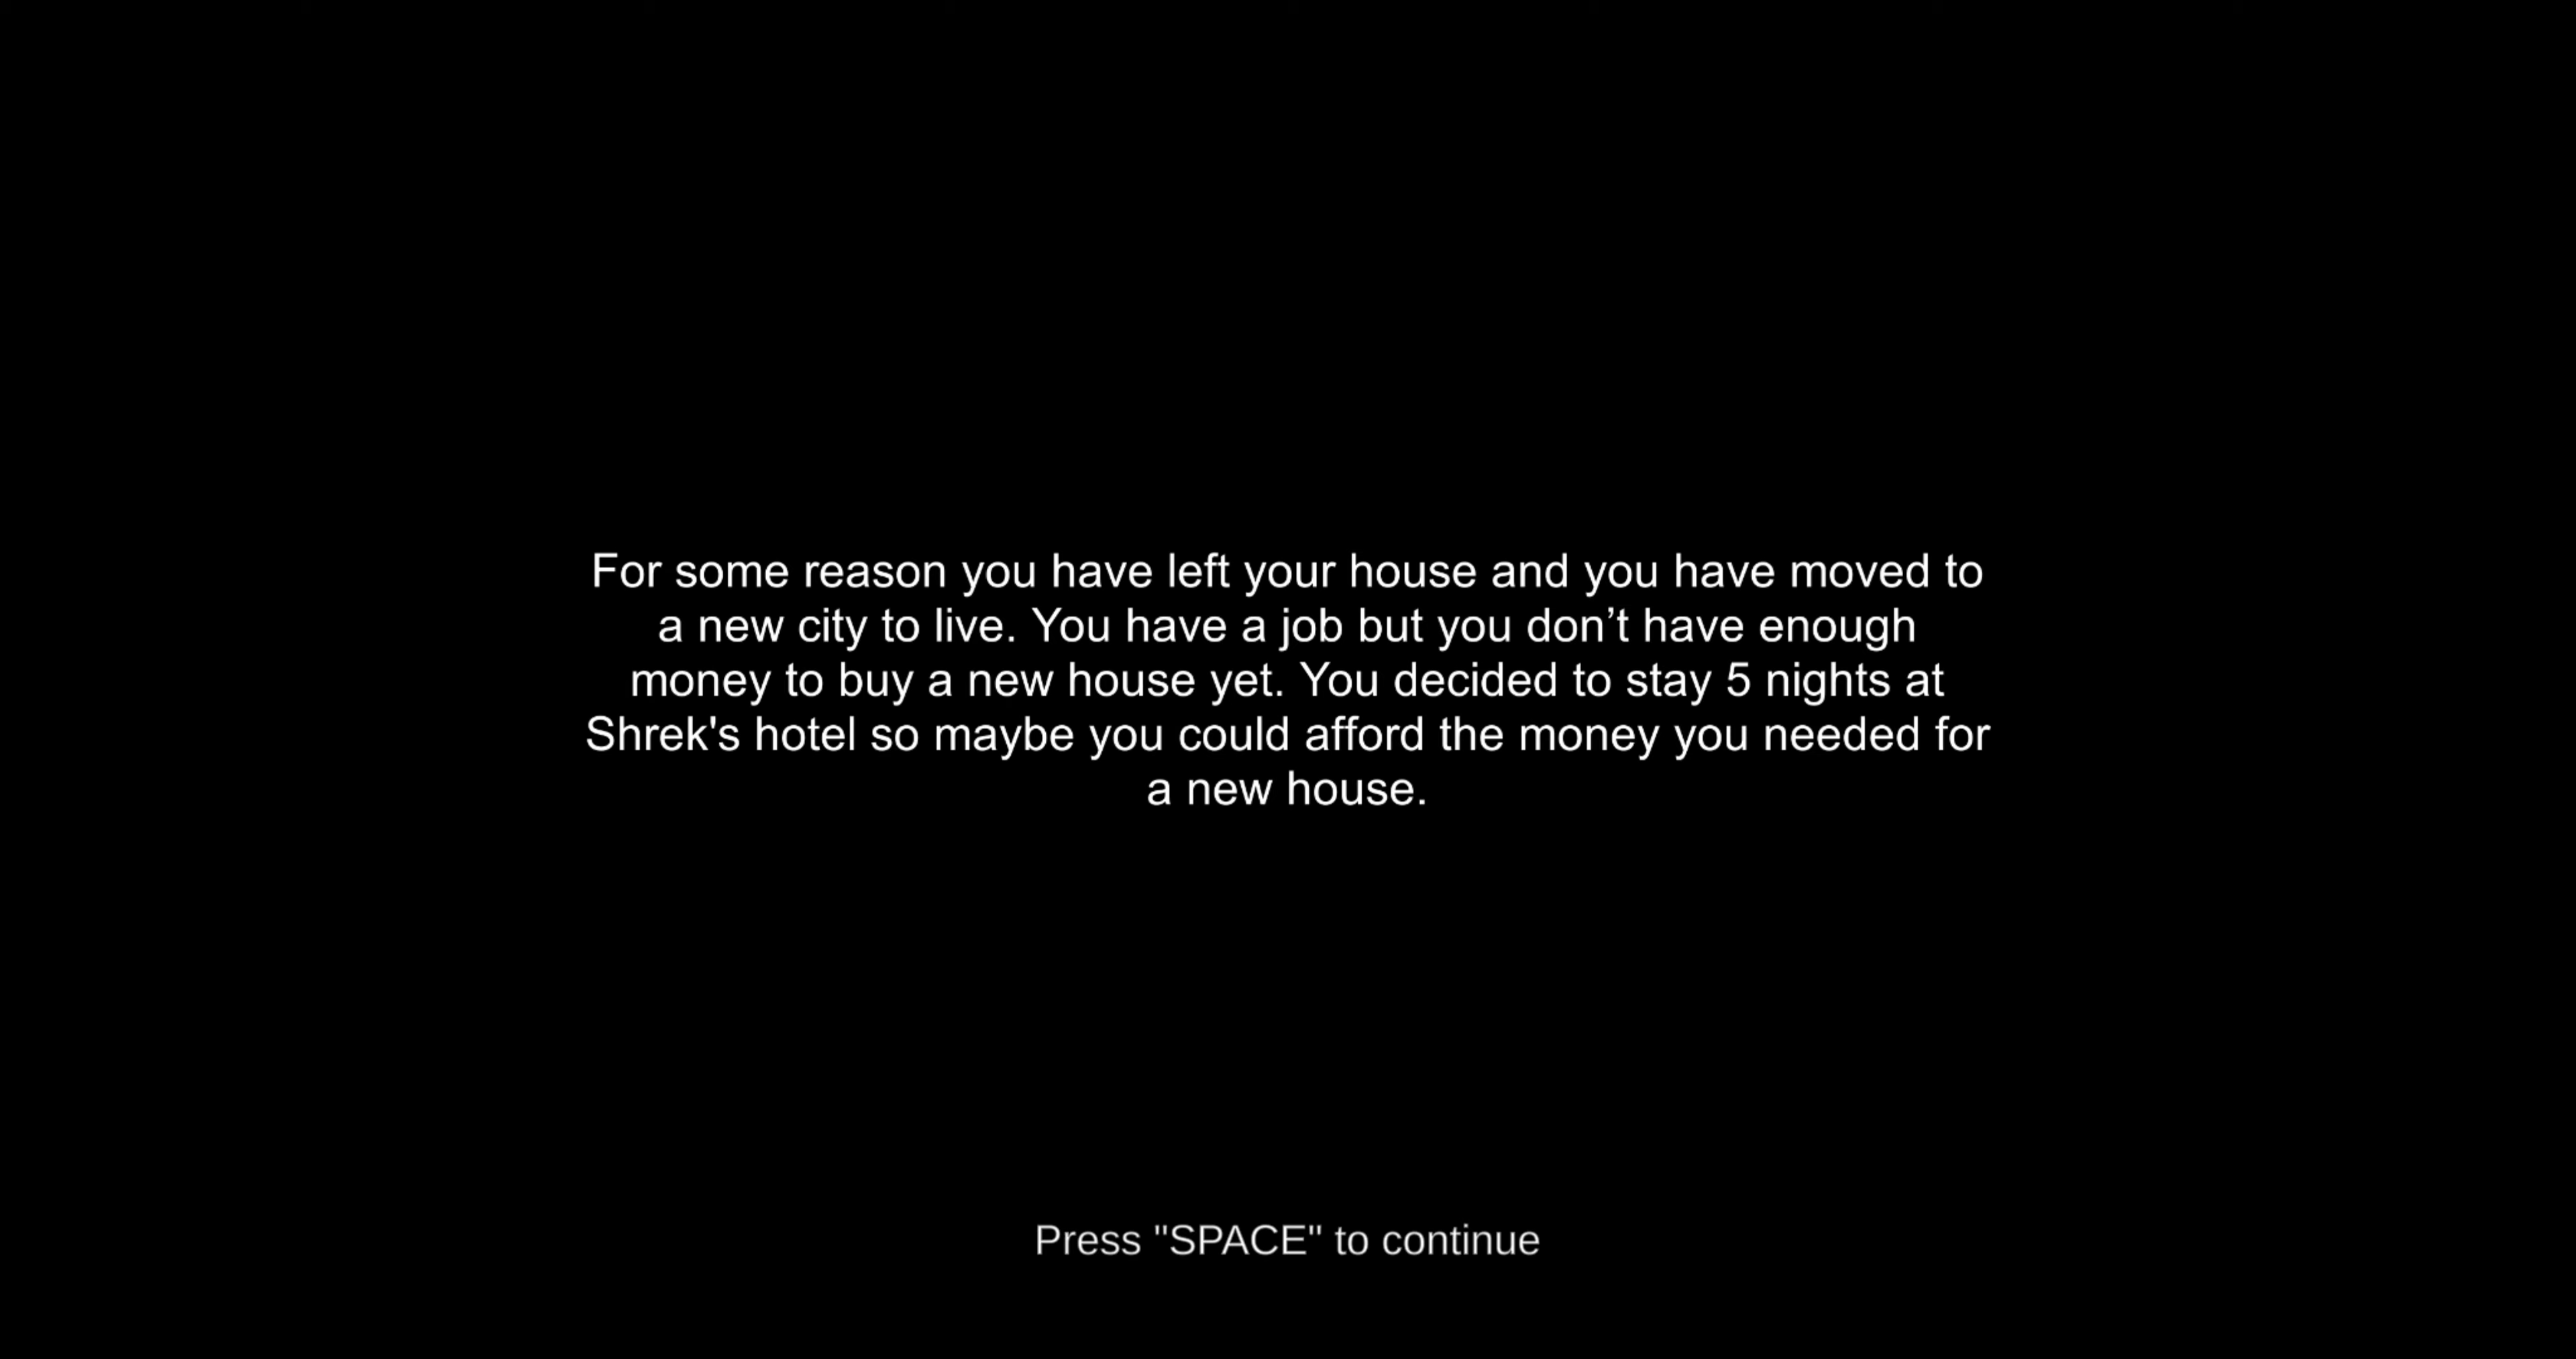 For some reason you have left your house and you have moved to
a new city to live. You have a job but you don’t have enough
money to buy a new house yet. You decided to stay 5 nights at
Shrek's hotel so maybe you could afford the money you needed for
a new house.
Press "SPACE" to continue